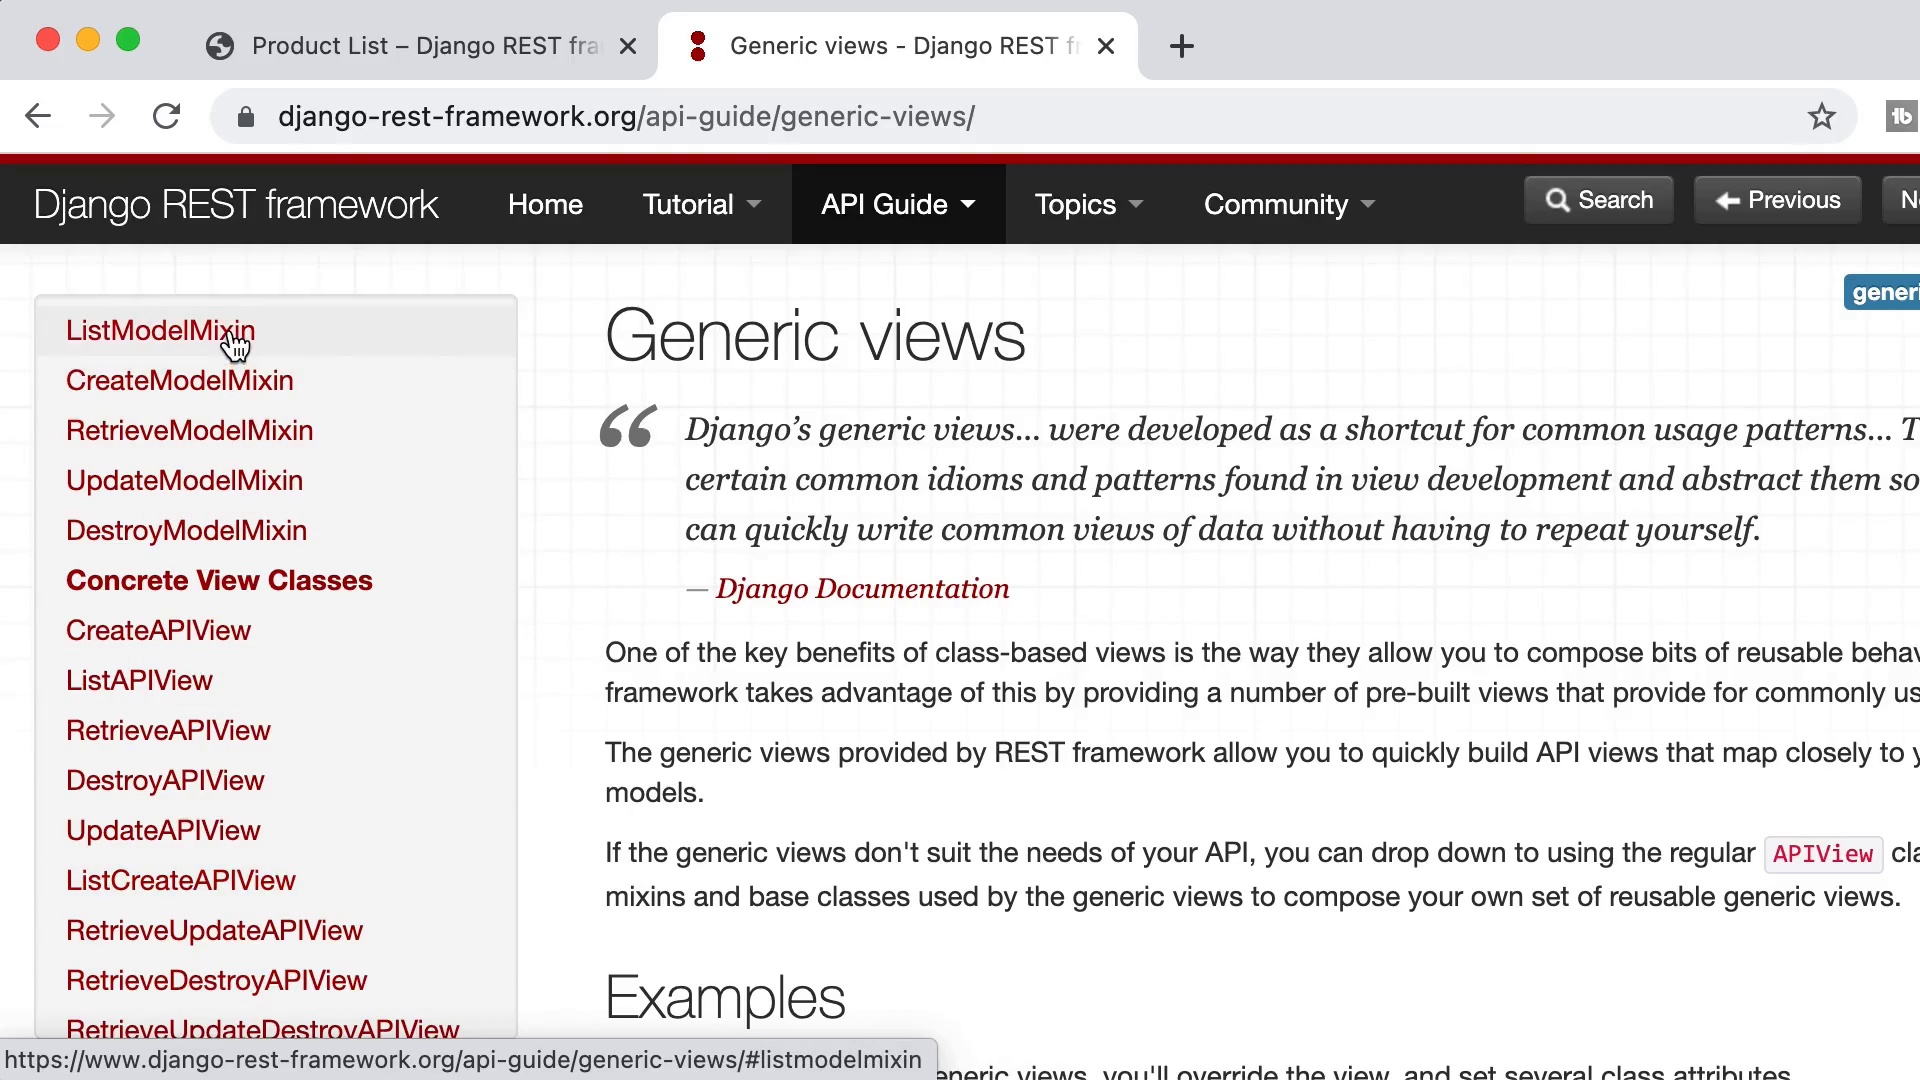 Product List – Django REST fra
Generic views - Django REST fr
django-rest-framework.org/api-guide/generic-views/
Django REST framework
Home
Tutorial
API Guide
Topics
Community
Search
Previous
ListModelMixin
CreateModelMixin
RetrieveModelMixin
UpdateModelMixin
DestroyModelMixin
Concrete View Classes
CreateAPIView
ListAPIView
RetrieveAPIView
DestroyAPIView
UpdateAPIView
ListCreateAPIView
RetrieveUpdateAPIView
RetrieveDestroyAPIView
RetrieveUpdateDestroyAPIView
https://www.django-rest-framework.org/api-guide/generic-views/#listmodelmixin
generi
Generic views
“ Django’s generic views... were developed as a shortcut for common usage patterns... T
certain common idioms and patterns found in view development and abstract them so
can quickly write common views of data without having to repeat yourself.
— Django Documentation
One of the key benefits of class-based views is the way they allow you to compose bits of reusable behav
framework takes advantage of this by providing a number of pre-built views that provide for commonly us
The generic views provided by REST framework allow you to quickly build API views that map closely to y
models.
If the generic views don't suit the needs of your API, you can drop down to using the regular APIView cla
mixins and base classes used by the generic views to compose your own set of reusable generic views.
Examples
eneric views, you'll override the view, and set several class attributes.